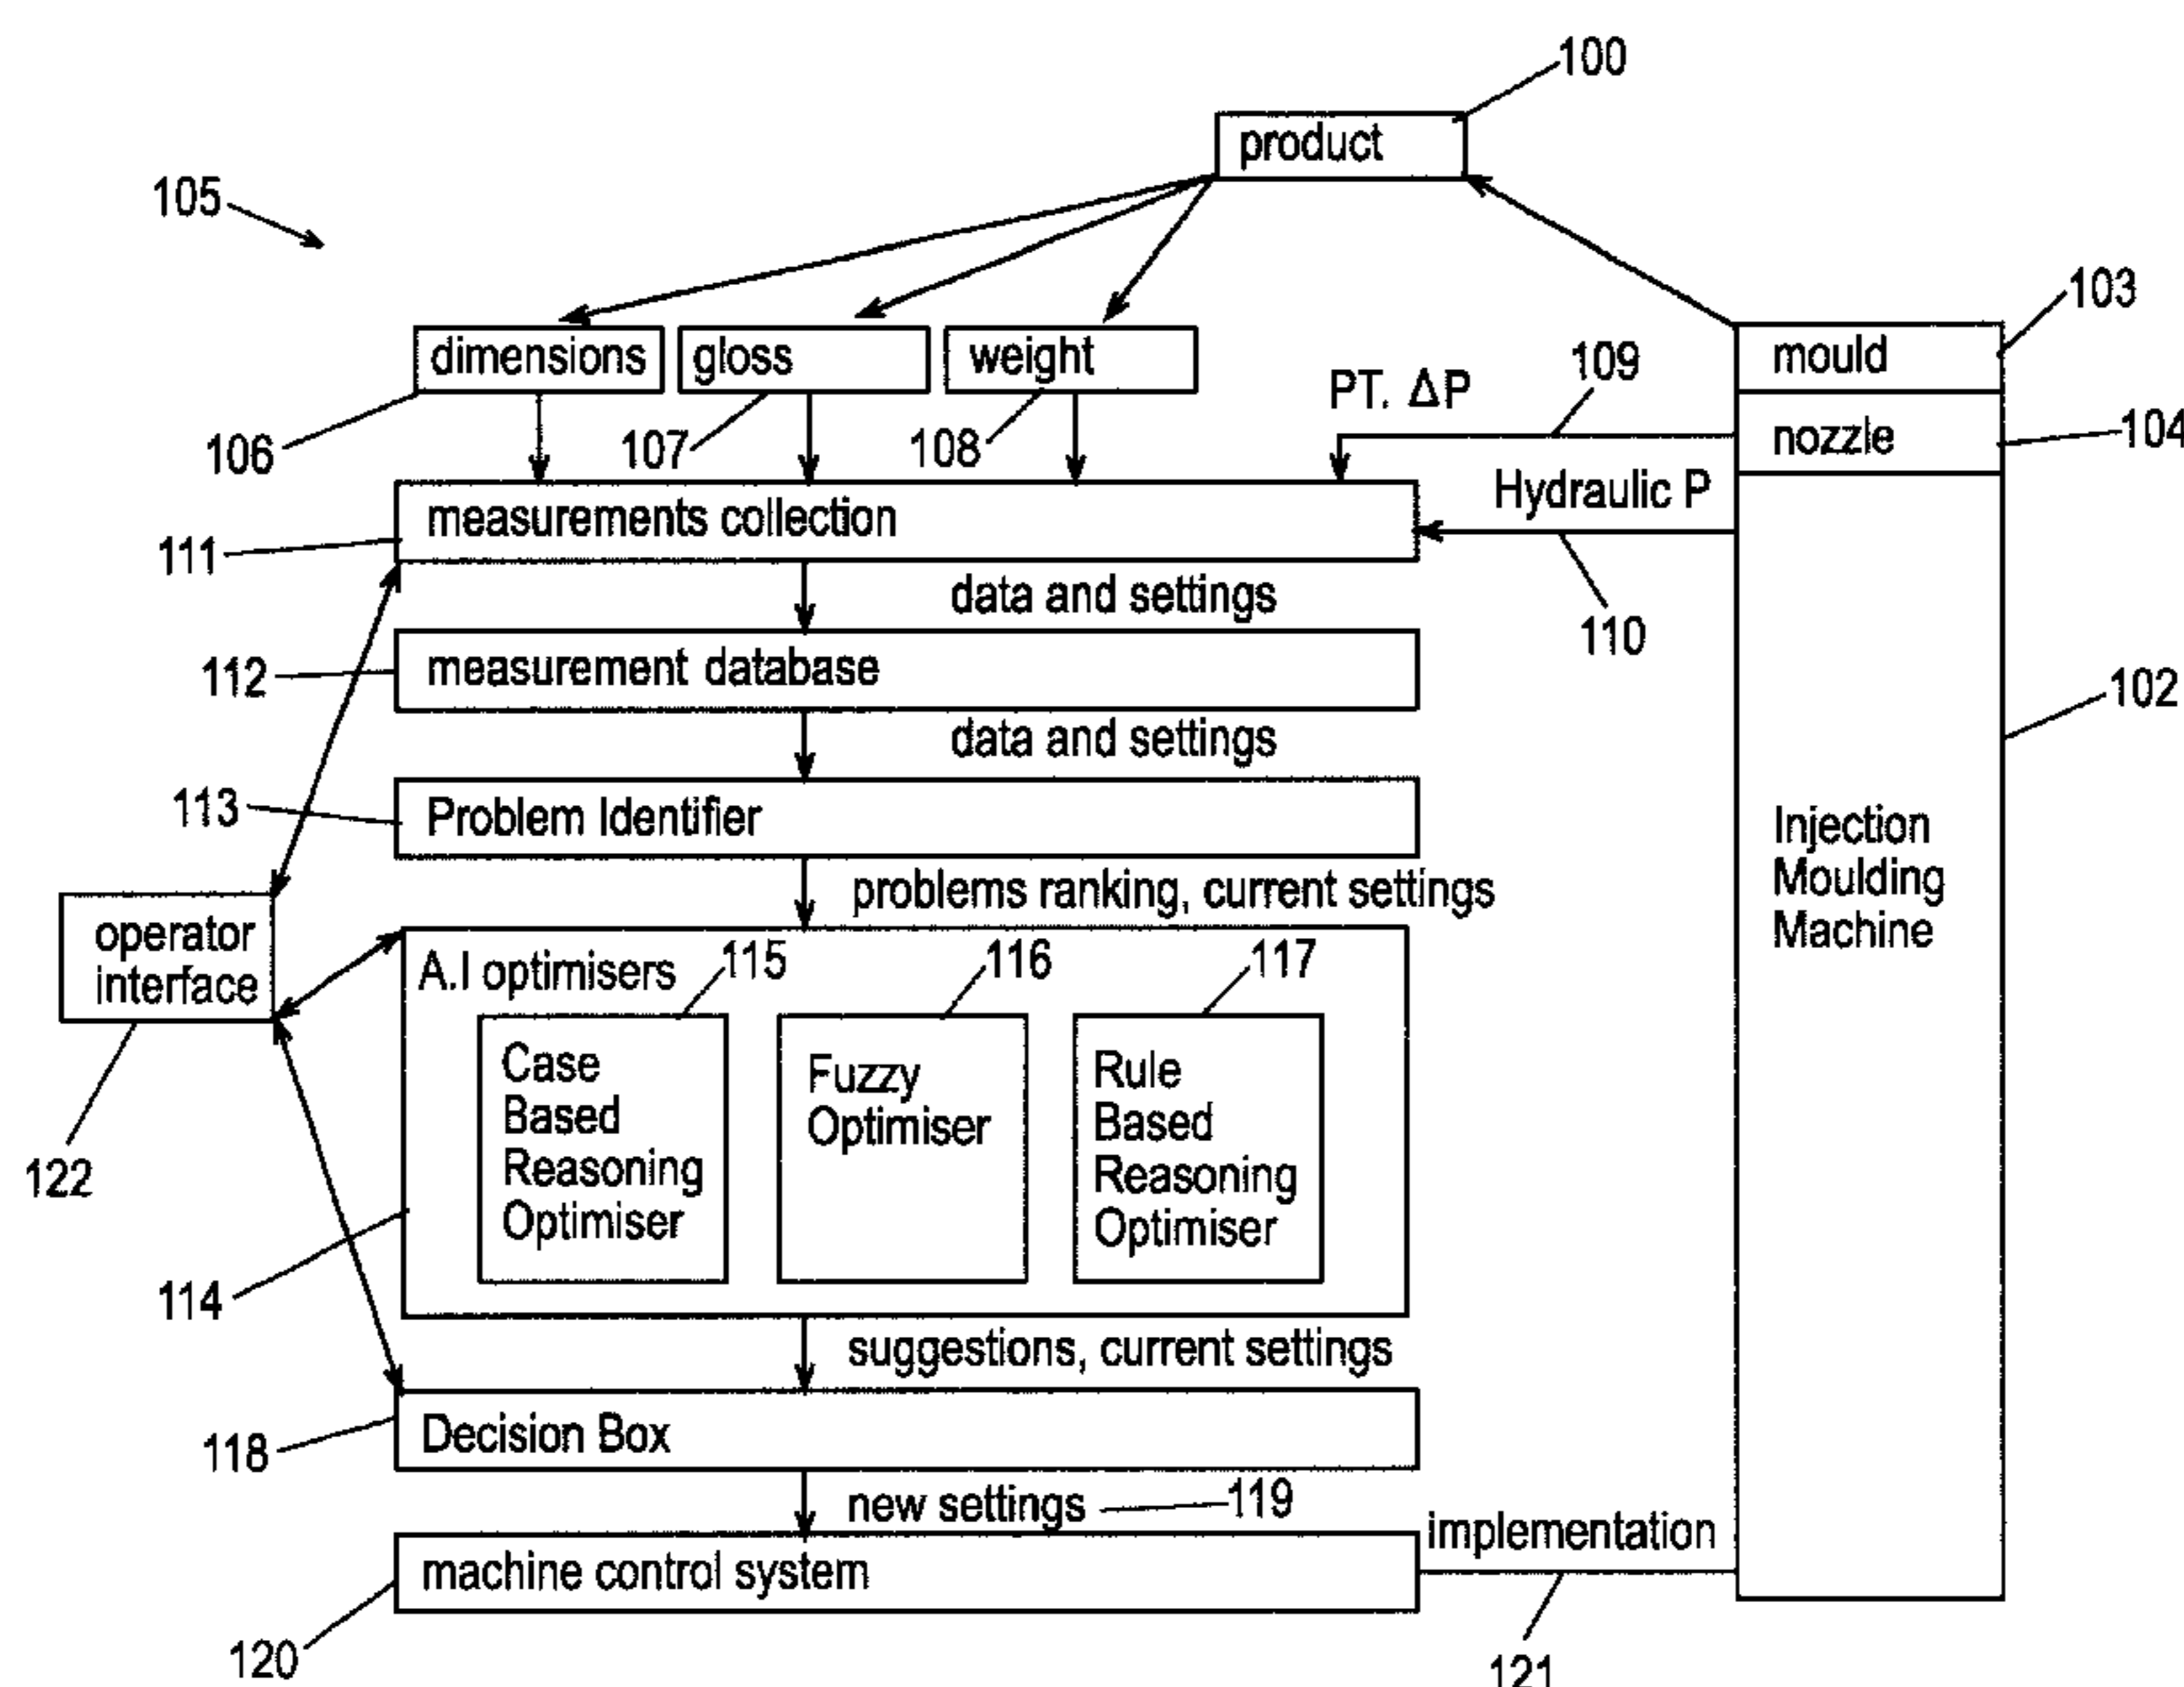 100
product
105
103
dimensions
gloss
weight
109
mould
PT. ΔP
106
107
108
nozzle
104
Hydraulic P
measurements collection
111
data and settings
110
112
measurement database
102
data and settings
113
Problem Identifier
Injection
Moulding
Machine
problems ranking, current settings
operator
interface
A.I optimisers
115
116
117
Case
Based
Reasoning
Optimiser
Fuzzy
Optimiser
Rule
Based
Reasoning
Optimiser
122
114
suggestions, current settings
118
Decision Box
new settings
119
implementation
machine control system
120
121